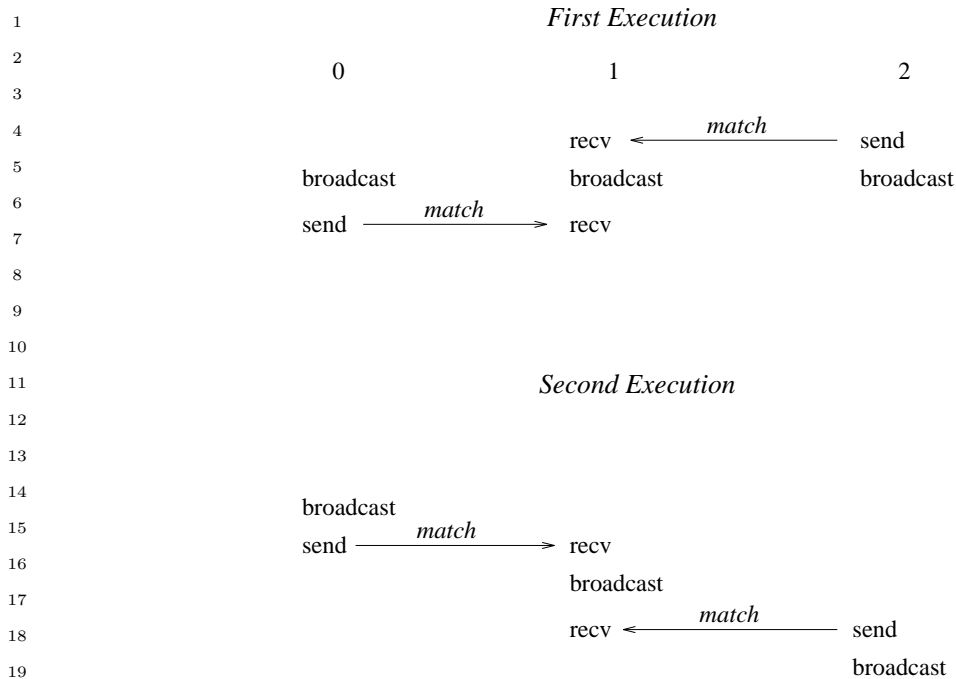 1 First Execution
2
0 1 2
3
4 match
recv send
5
broadcast broadcast broadcast
6 match
7 send recv
8
9
10
11 Second Execution
12
13
14
broadcast
15 match
send recv
16
broadcast
17
match
18 recv send
19 broadcast